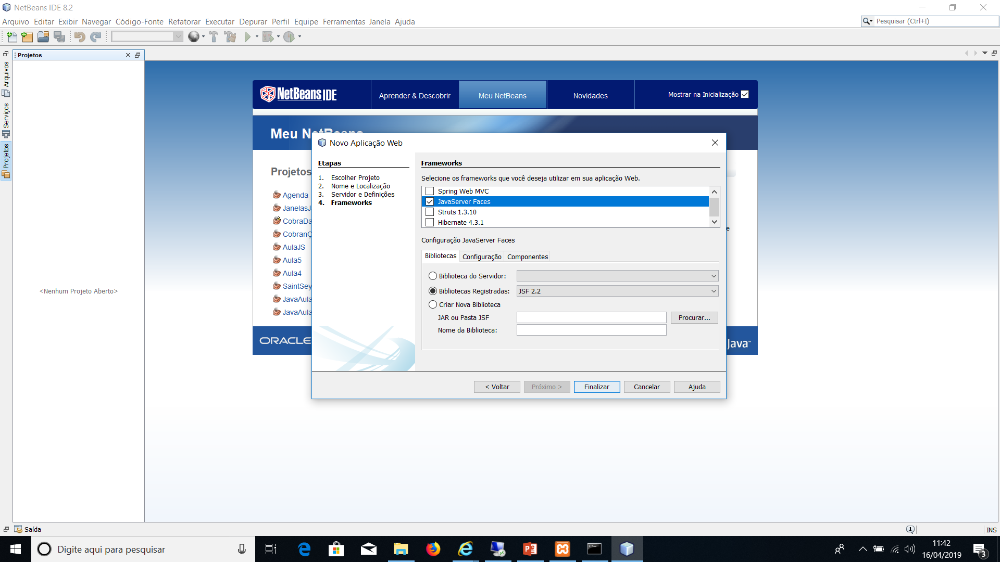 NetBeans IDE 8.2
Arquivo Editar Exibir Navegar Código-Fonte Refatorar Executar Depurar Perfil Equipe Ferramentas Janela Ajuda
Pesquisar (Ctrl+I)
Projetos
Arquivos
Serviços
Projetos
<Nenhum Projeto Aberto>
NetBeans IDE
Aprender & Descobrir
Meu NetBeans
Novidades
Mostrar na Inicialização
Meu NetBeans
Projetos
Agenda
JanelasJ
CobraDa
CobranÇ
AulaJS
Aula5
Aula4
SaintSey
JavaAula
JavaAula
ORACLE
Java™
e
Novo Aplicação Web
Etapas
1. Escolher Projeto
2. Nome e Localização
3. Servidor e Definições
4. Frameworks
Frameworks
Selecione os frameworks que você deseja utilizar em sua aplicação Web.
Spring Web MVC
JavaServer Faces
Struts 1.3.10
Hibernate 4.3.1
Configuração JavaServer Faces
Bibliotecas Configuração Componentes
Biblioteca do Servidor:
Bibliotecas Registradas: JSF 2.2
Criar Nova Biblioteca
JAR ou Pasta JSF
Procurar...
Nome da Biblioteca:
< Voltar
Próximo >
Finalizar
Cancelar
Ajuda
Saída
1
INS
Digite aqui para pesquisar
11:42
16/04/2019
3